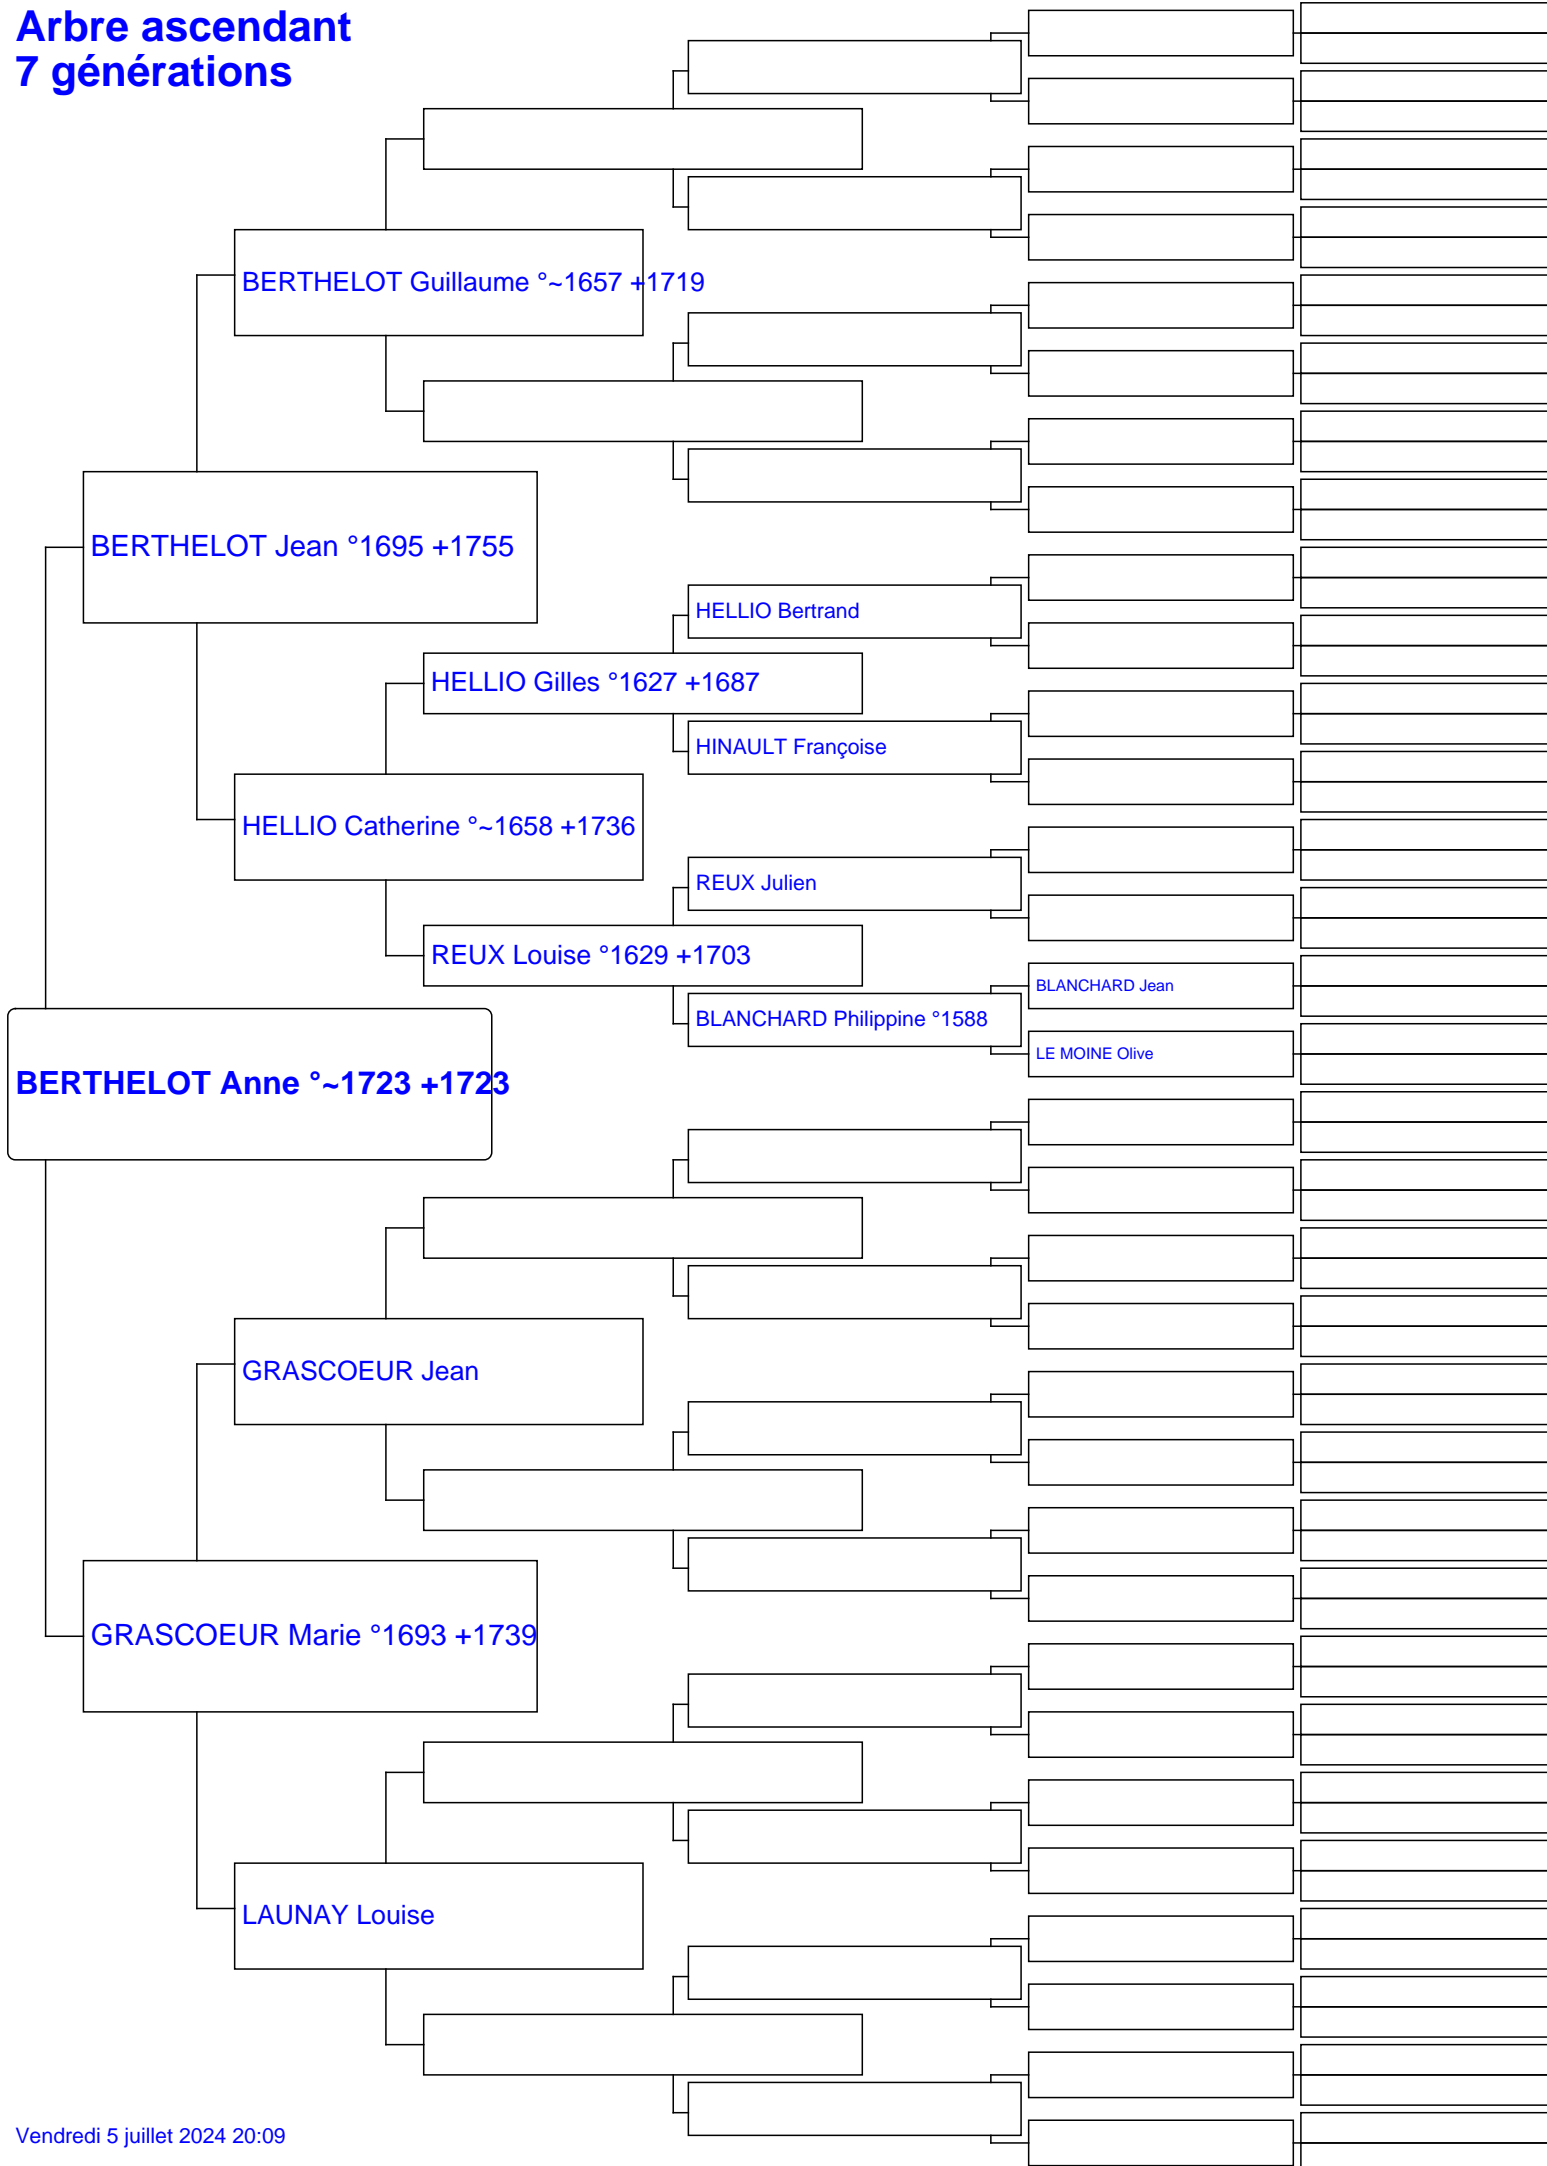 Arbre ascendant
7 générations
BERTHELOT Guillaume °~1657 +1719
BERTHELOT Jean °1695 +1755
HELLIO Bertrand
HELLIO Gilles °1627 +1687
HINAULT Françoise
HELLIO Catherine °~1658 +1736
REUX Julien
REUX Louise °1629 +1703
BLANCHARD Jean
BLANCHARD Philippine °1588
LE MOINE Olive
BERTHELOT Anne °~1723 +1723
GRASCOEUR Jean
GRASCOEUR Marie °1693 +1739
LAUNAY Louise
Vendredi 5 juillet 2024 20:09